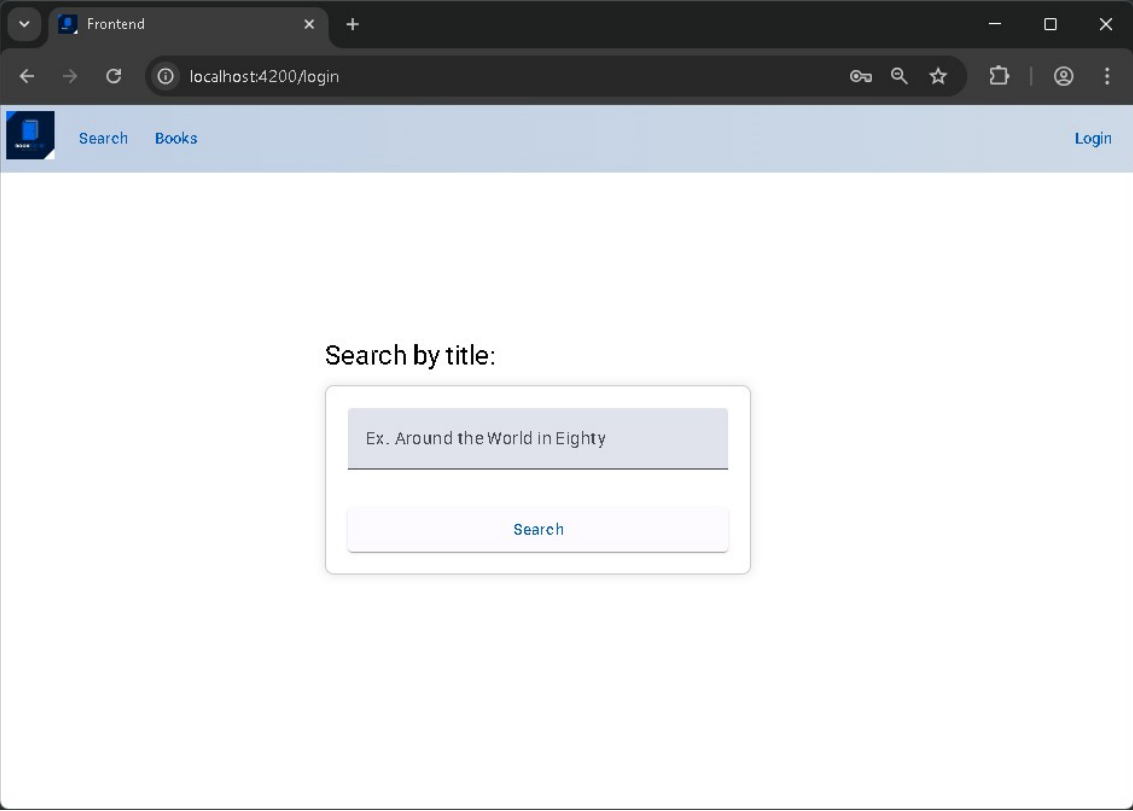 Frontend
localhost:4200/login
Search Books Login
Search by title:
Ex. Around the World in Eighty
Search